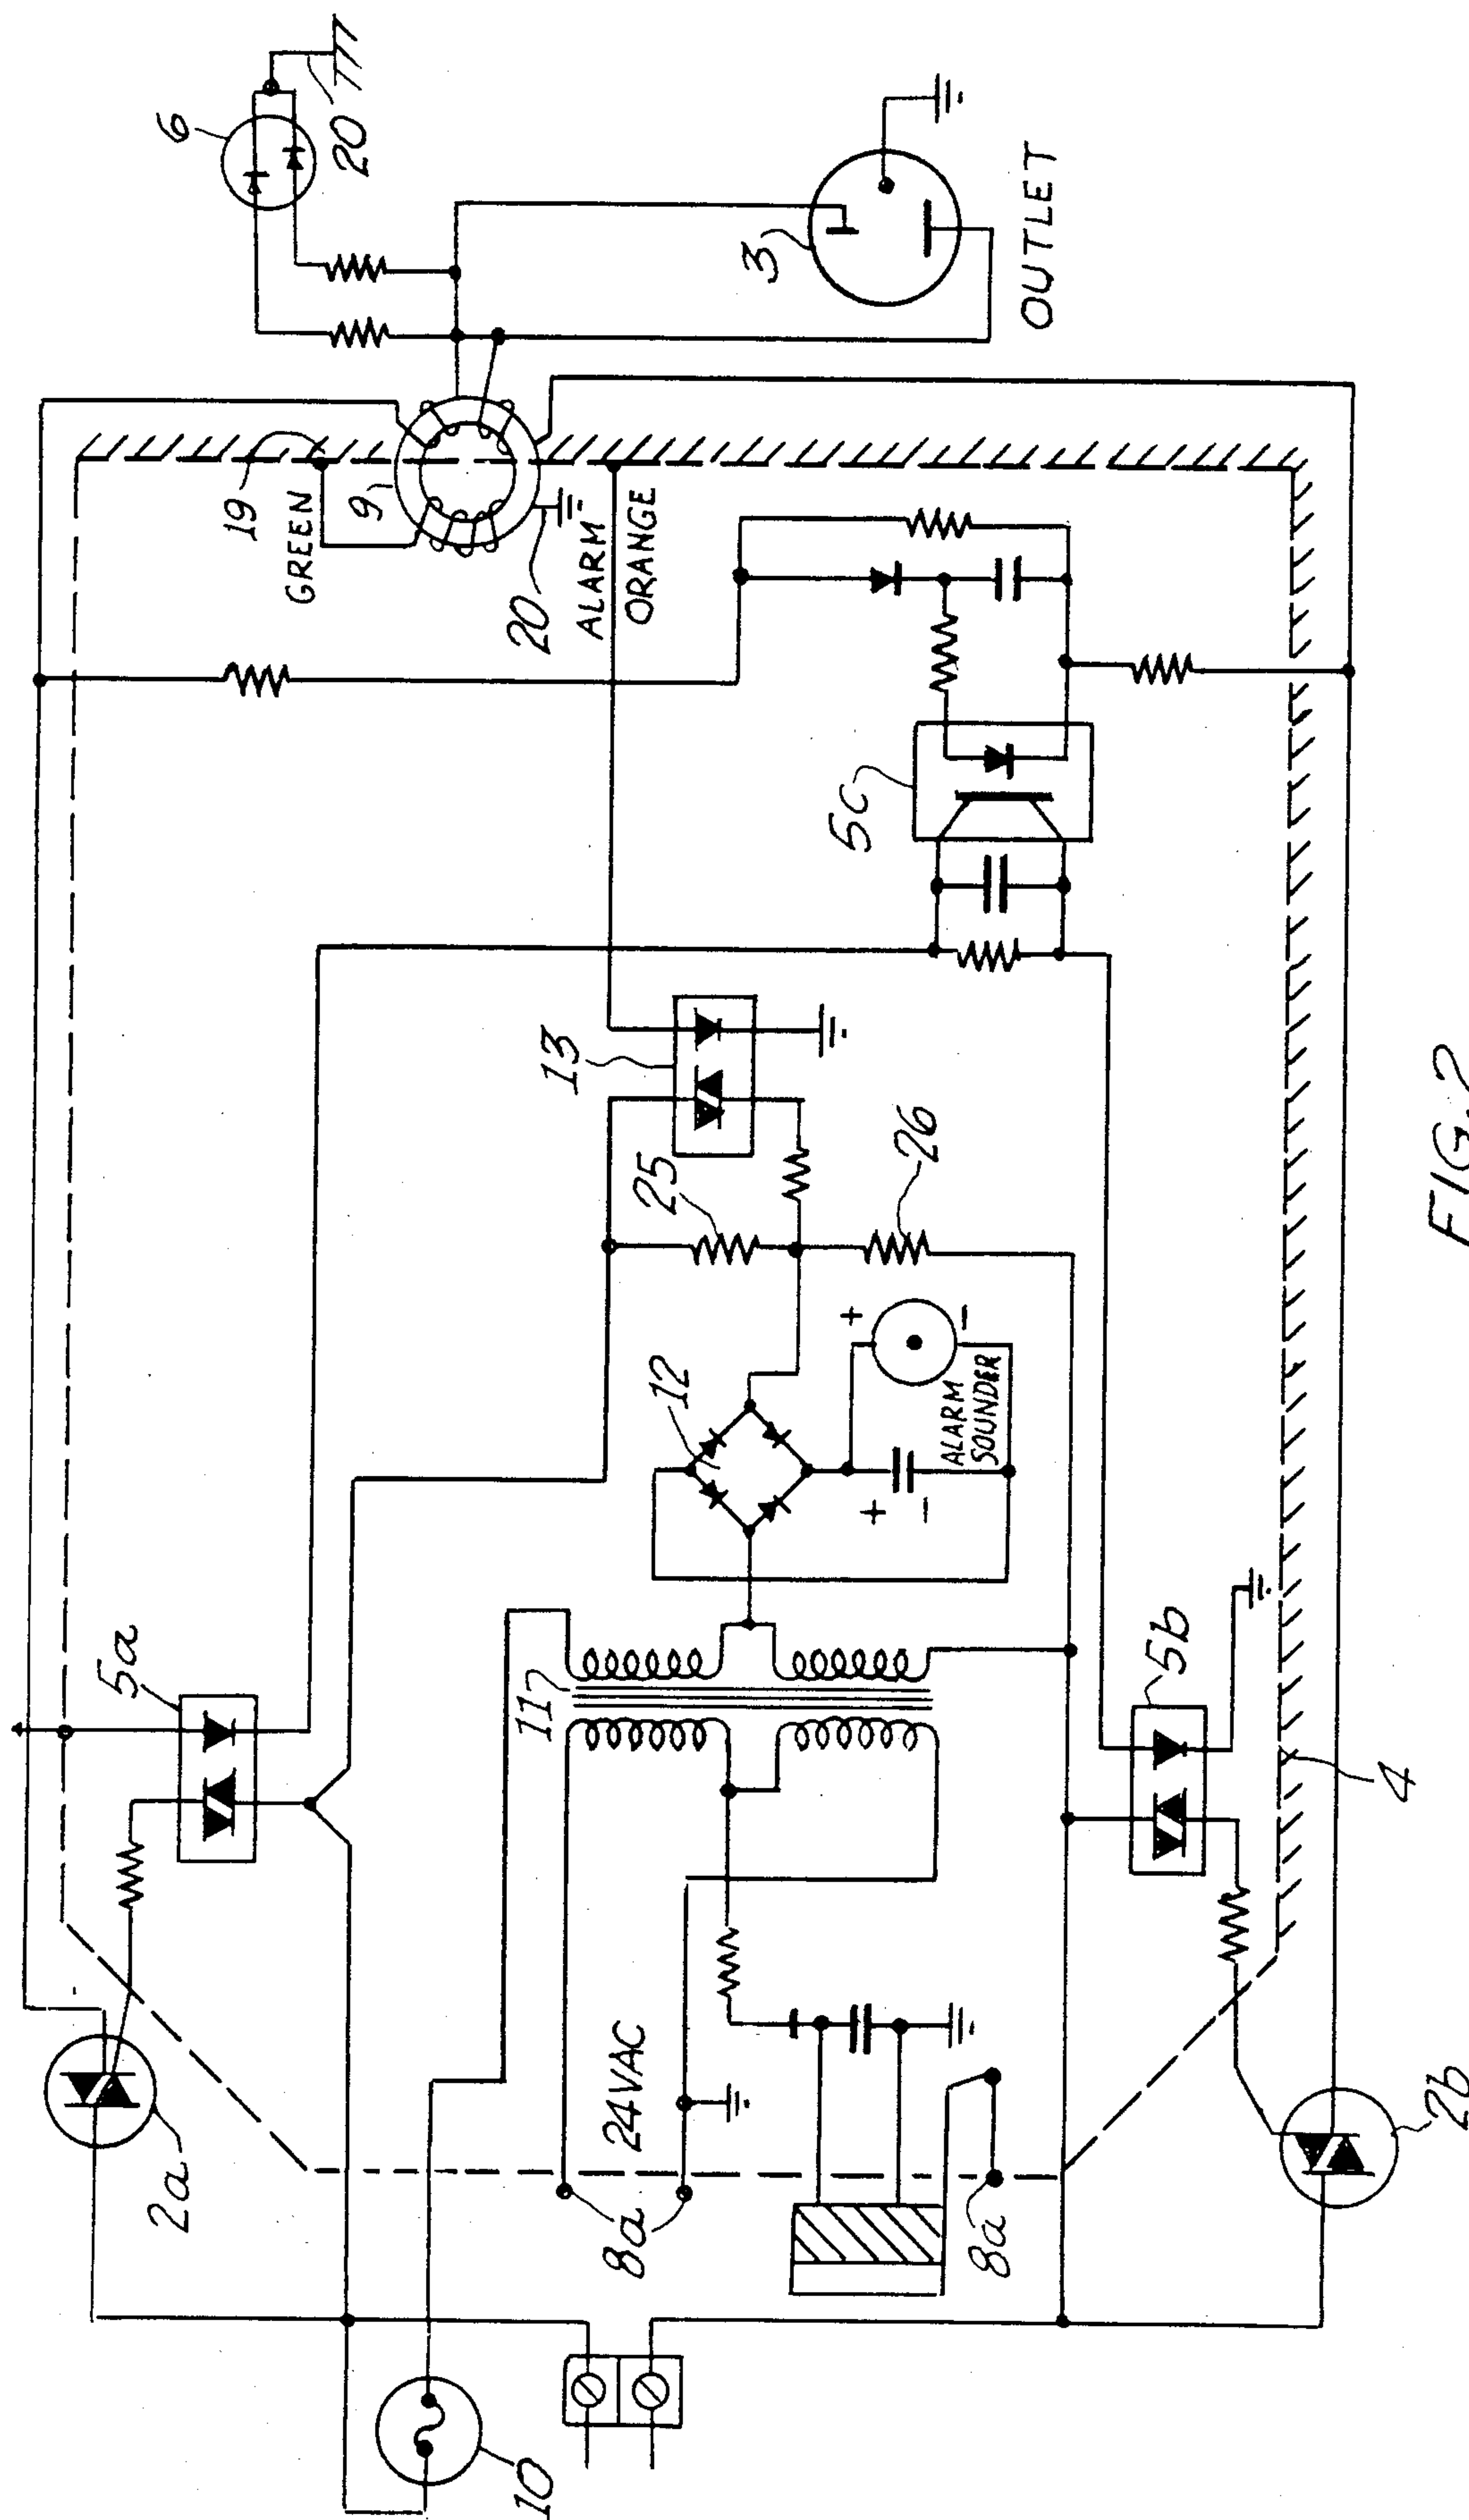 6
20
3
OUTLET
19
GREEN
9
20
ALARM
ORANGE
5c
13
25
26
12
+
-
ALARM
SOUNDER
+
-
5a
11
5b
4
24VAC
2a
8a
8a
2b
10
FIG.2